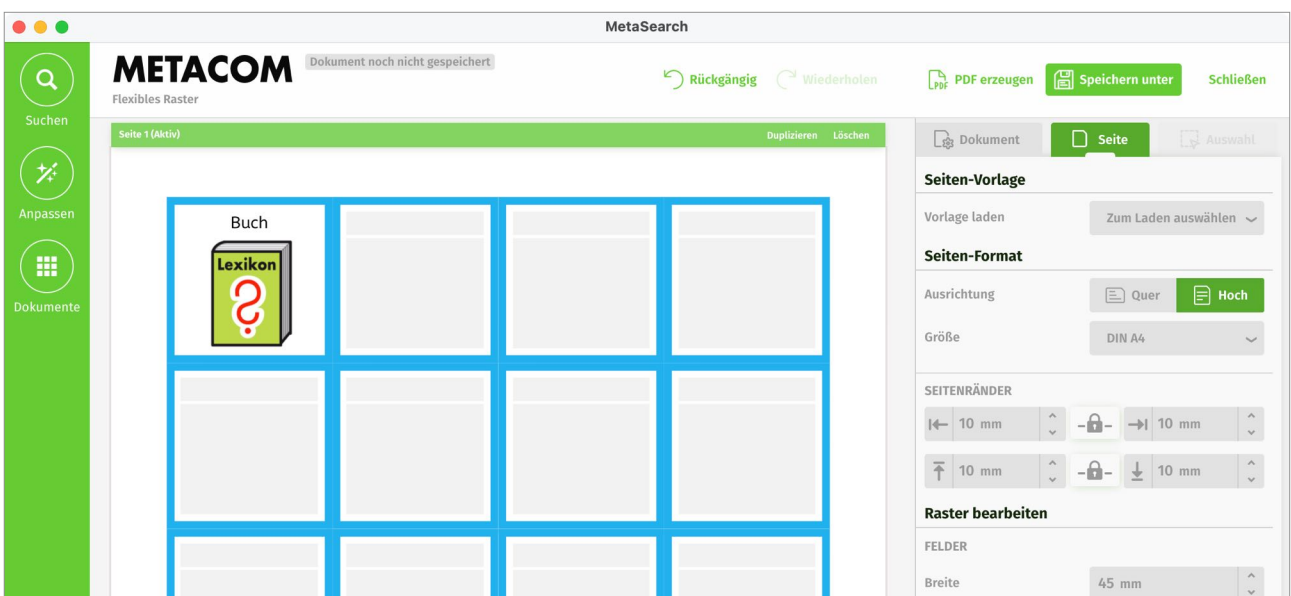 MetaSearch
METACOM
Dokument noch nicht gespeichert
Flexibles Raster
Rückgängig
Wiederholen
PDF
PDF erzeugen
Speichern unter
Schließen
Suchen
Anpassen
Dokumente
Seite 1 (Aktiv)
Duplizieren
Löschen
Buch
Lexikon
?
Dokument
Seite
Auswahl
Seiten-Vorlage
Vorlage laden
Zum Laden auswählen
Seiten-Format
Ausrichtung
Quer
Hoch
Größe
DIN A4
SEITENRÄNDER
10 mm
10 mm
10 mm
10 mm
Raster bearbeiten
FELDER
Breite
45 mm